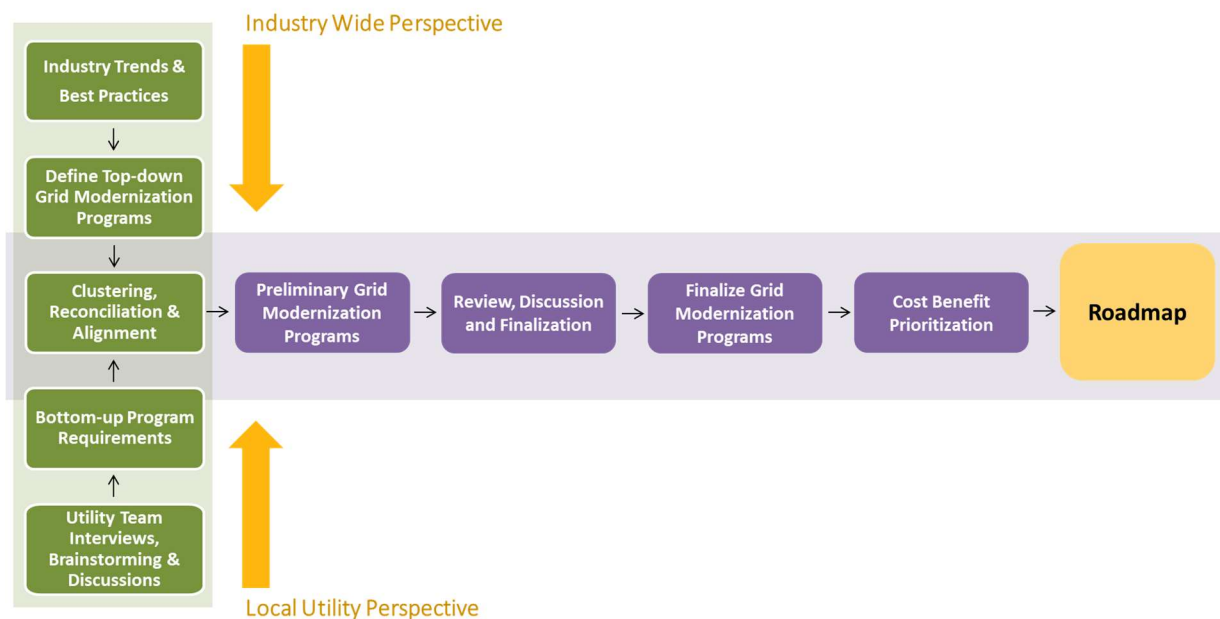 Industry Wide Perspective
Industry Trends &
Best Practices
Define Top-down
Grid Modernization
Programs
Clustering,
Reconciliation &
Alignment
Preliminary Grid
Modernization
Programs
Review, Discussion
and Finalization
Finalize Grid
Modernization
Programs
Cost Benefit
Prioritization
Roadmap
Bottom-up Program
Requirements
Utility Team
Interviews,
Brainstorming &
Discussions
Local Utility Perspective